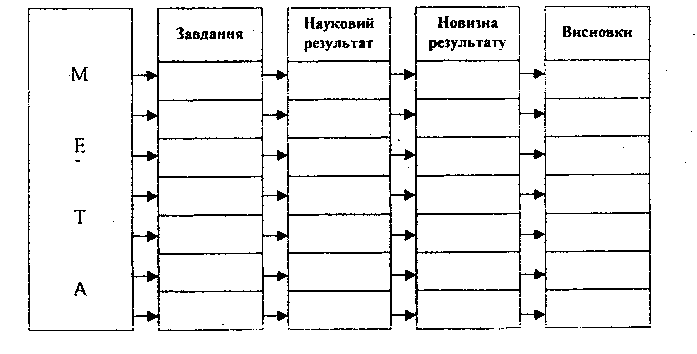 Завдання
Науковий
результат
Новизна
результату
Висновки
М
Е
Т
А